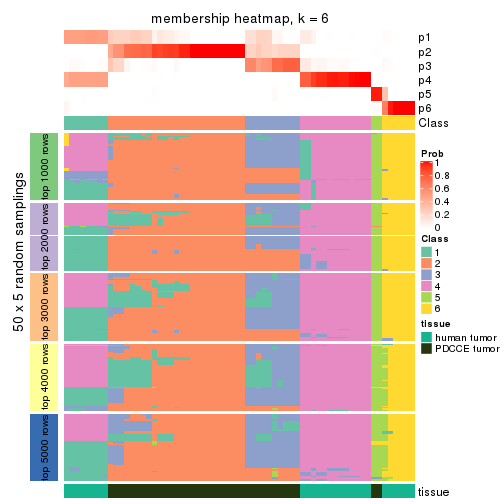 membership heatmap, k = 6
p1
p2
p3
p4
p5
p6
Class
50 x 5 random samplings
top 1000 rows
top 2000 rows
top 3000 rows
top 4000 rows
top 5000 rows
tissue
Prob
1
0.8
0.6
0.4
0.2
0
Class
1
2
3
4
5
6
tissue
human tumor
PDCCE tumor